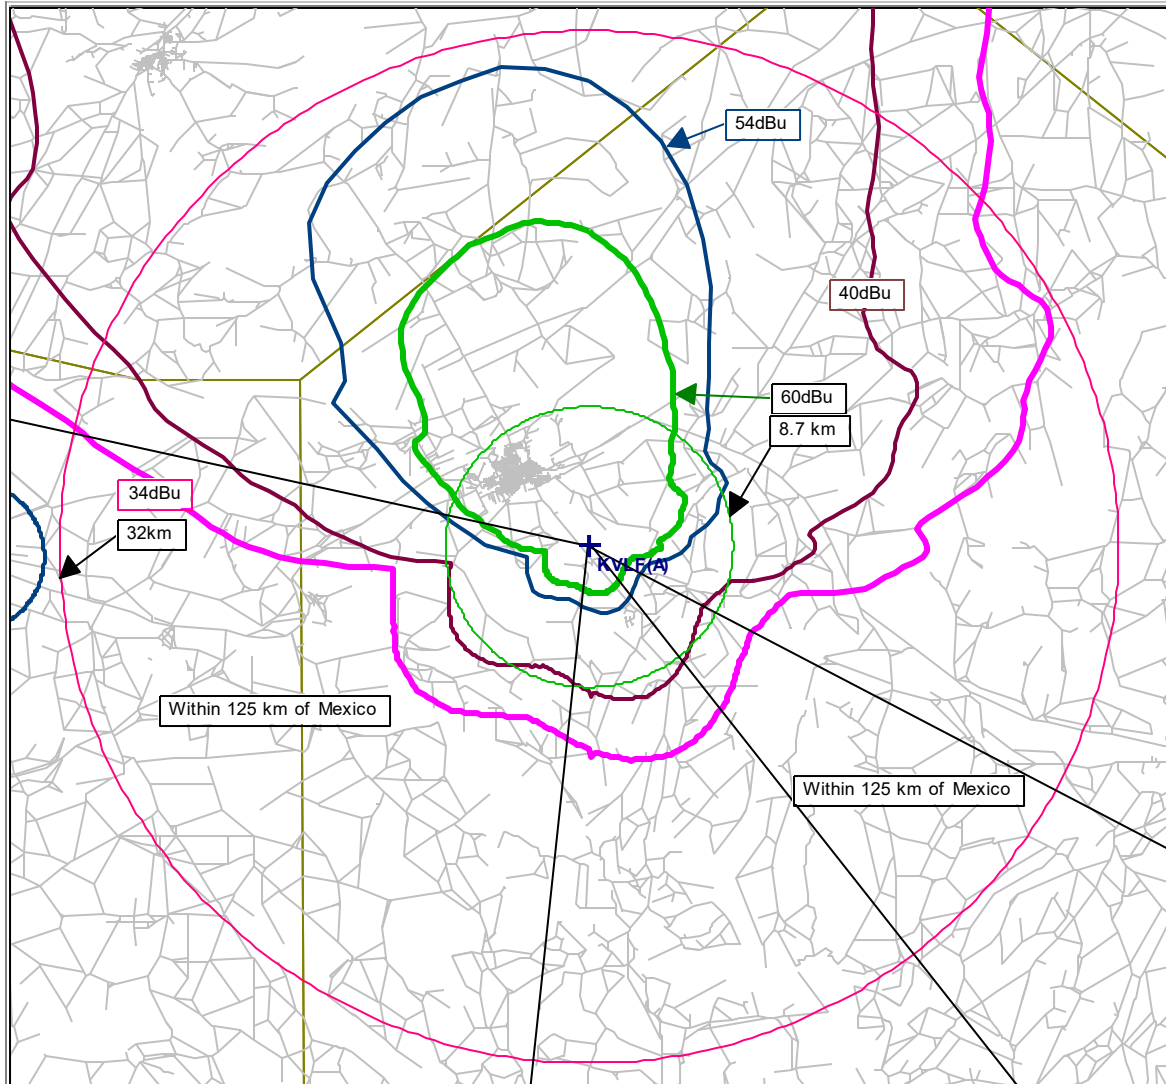 54dBu
40dBu
60dBu
8.7 km
34dBu
32km
KVLF(A)
Within 125 km of Mexico
Within 125 km of Mexico